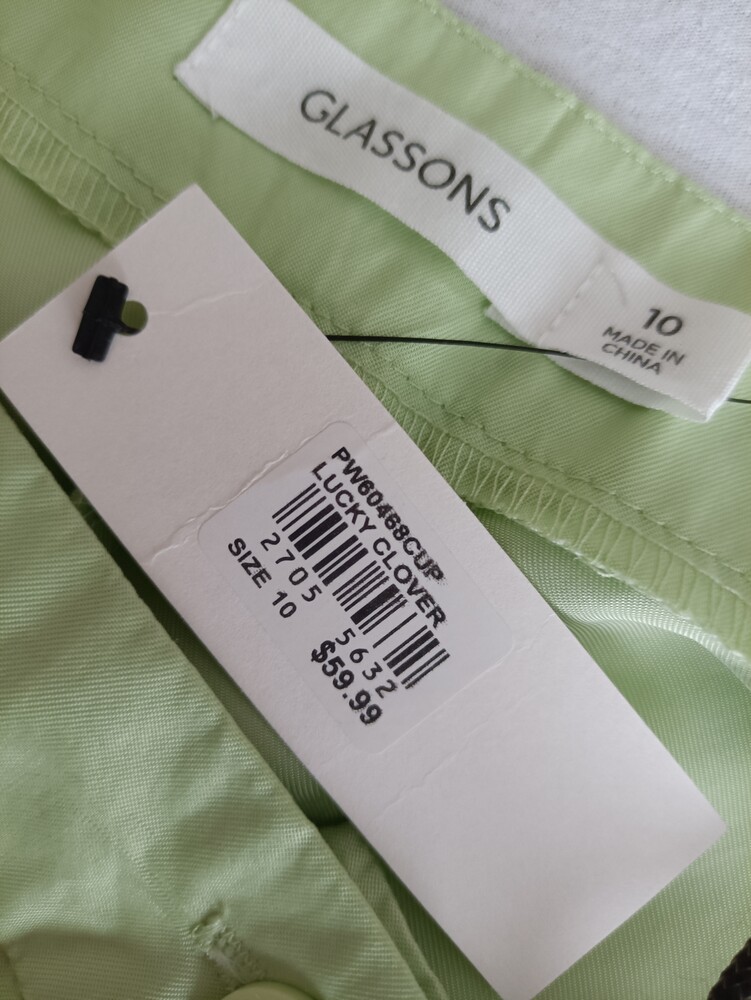 GLASSONS
10
MADE IN
CHINA
PW60468CUP
LUCKY CLOVER
2705 5632
SIZE 10
$59.99